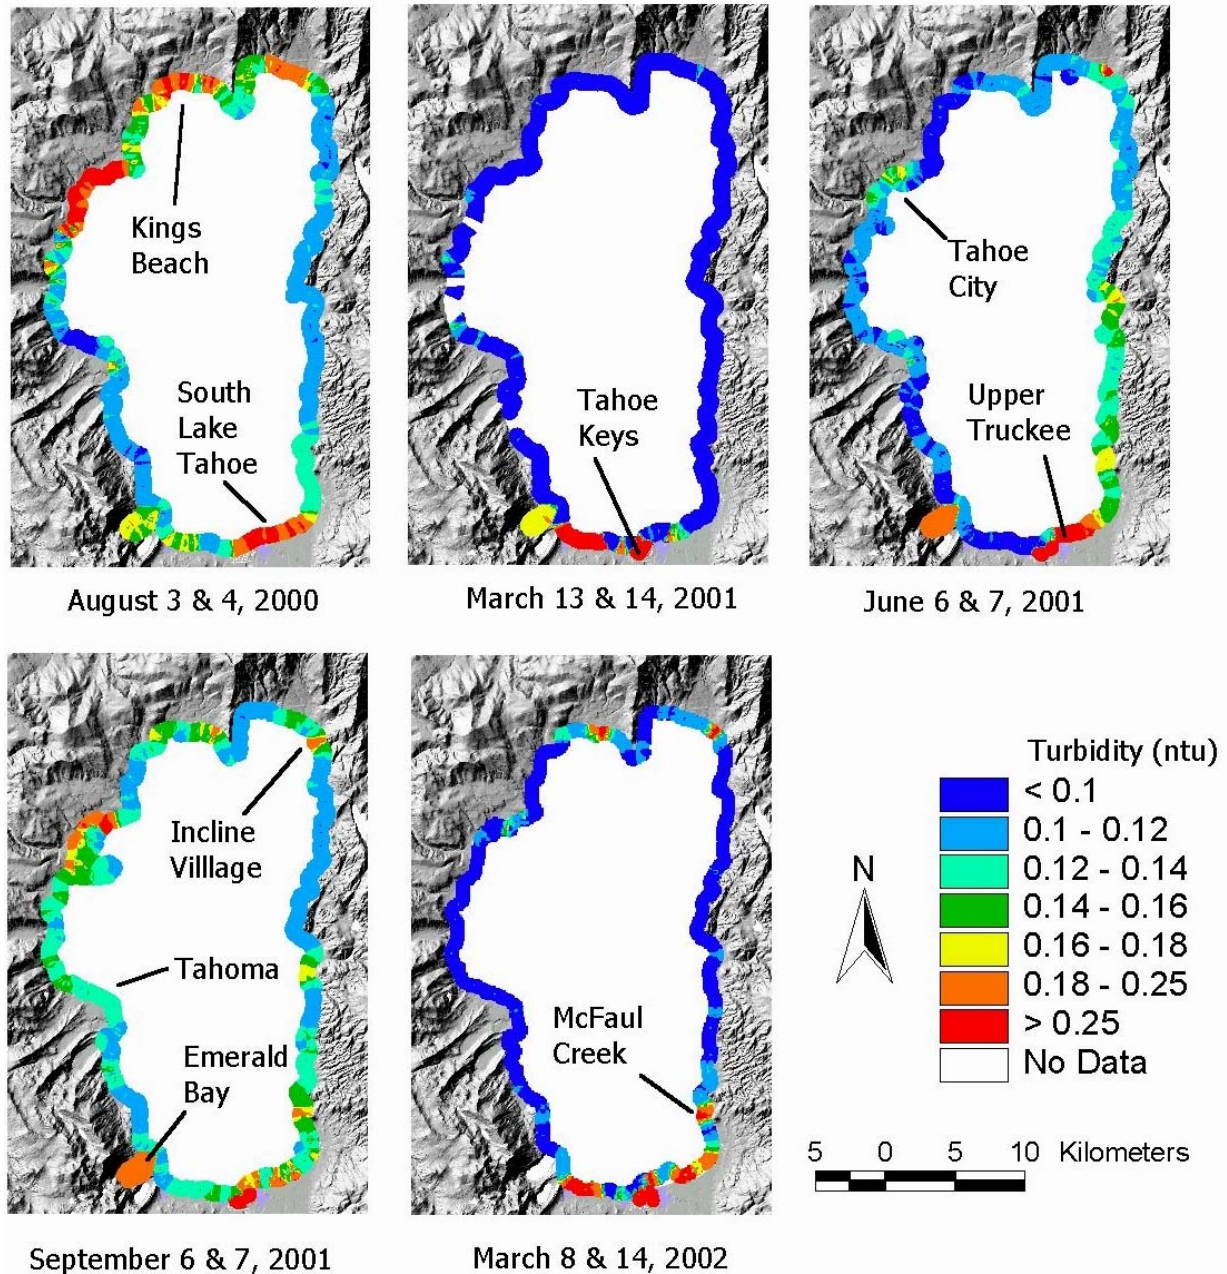 Kings
Beach
South
Lake
Tahoe
August 3 & 4, 2000
Tahoe
Keys
March 13 & 14, 2001
Tahoe
City
Upper
Truckee
June 6 & 7, 2001
Incline
Villlage
Tahoma
Emerald
Bay
September 6 & 7, 2001
McFaul
Creek
March 8 & 14, 2002
N
Turbidity (ntu)
< 0.1
0.1 - 0.12
0.12 - 0.14
0.14 - 0.16
0.16 - 0.18
0.18 - 0.25
> 0.25
No Data
5 0 5 10 Kilometers